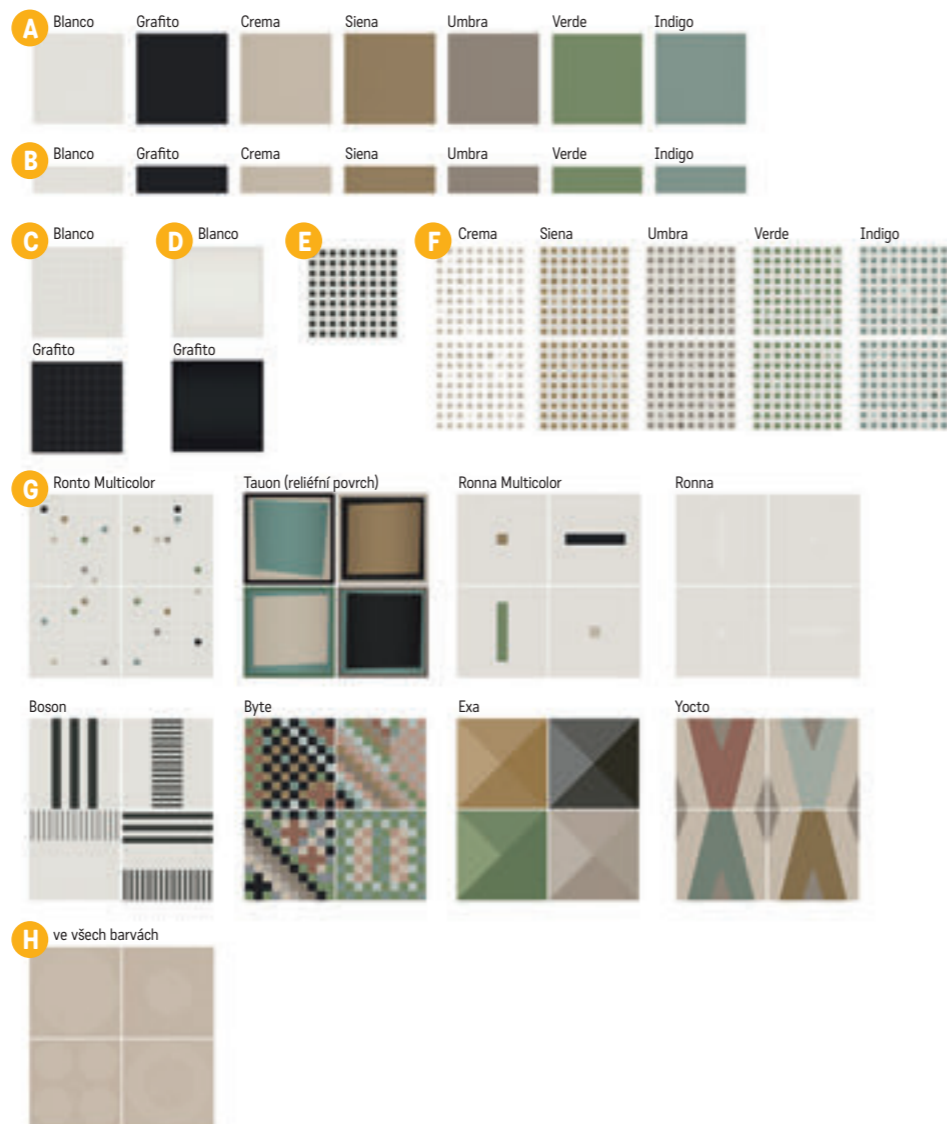 A
Blanco Grafito Crema Siena Umbra Verde Indigo
B
Blanco Grafito Crema Siena Umbra Verde Indigo
C
Blanco
Grafito
D
Blanco
Grafito
E
F
Crema Siena Umbra Verde Indigo
G
Ronto Multicolor Tauon (reliéfní povrch) Ronna Multicolor Ronna
Boson Byte Exa Yocto
H
ve všech barvách